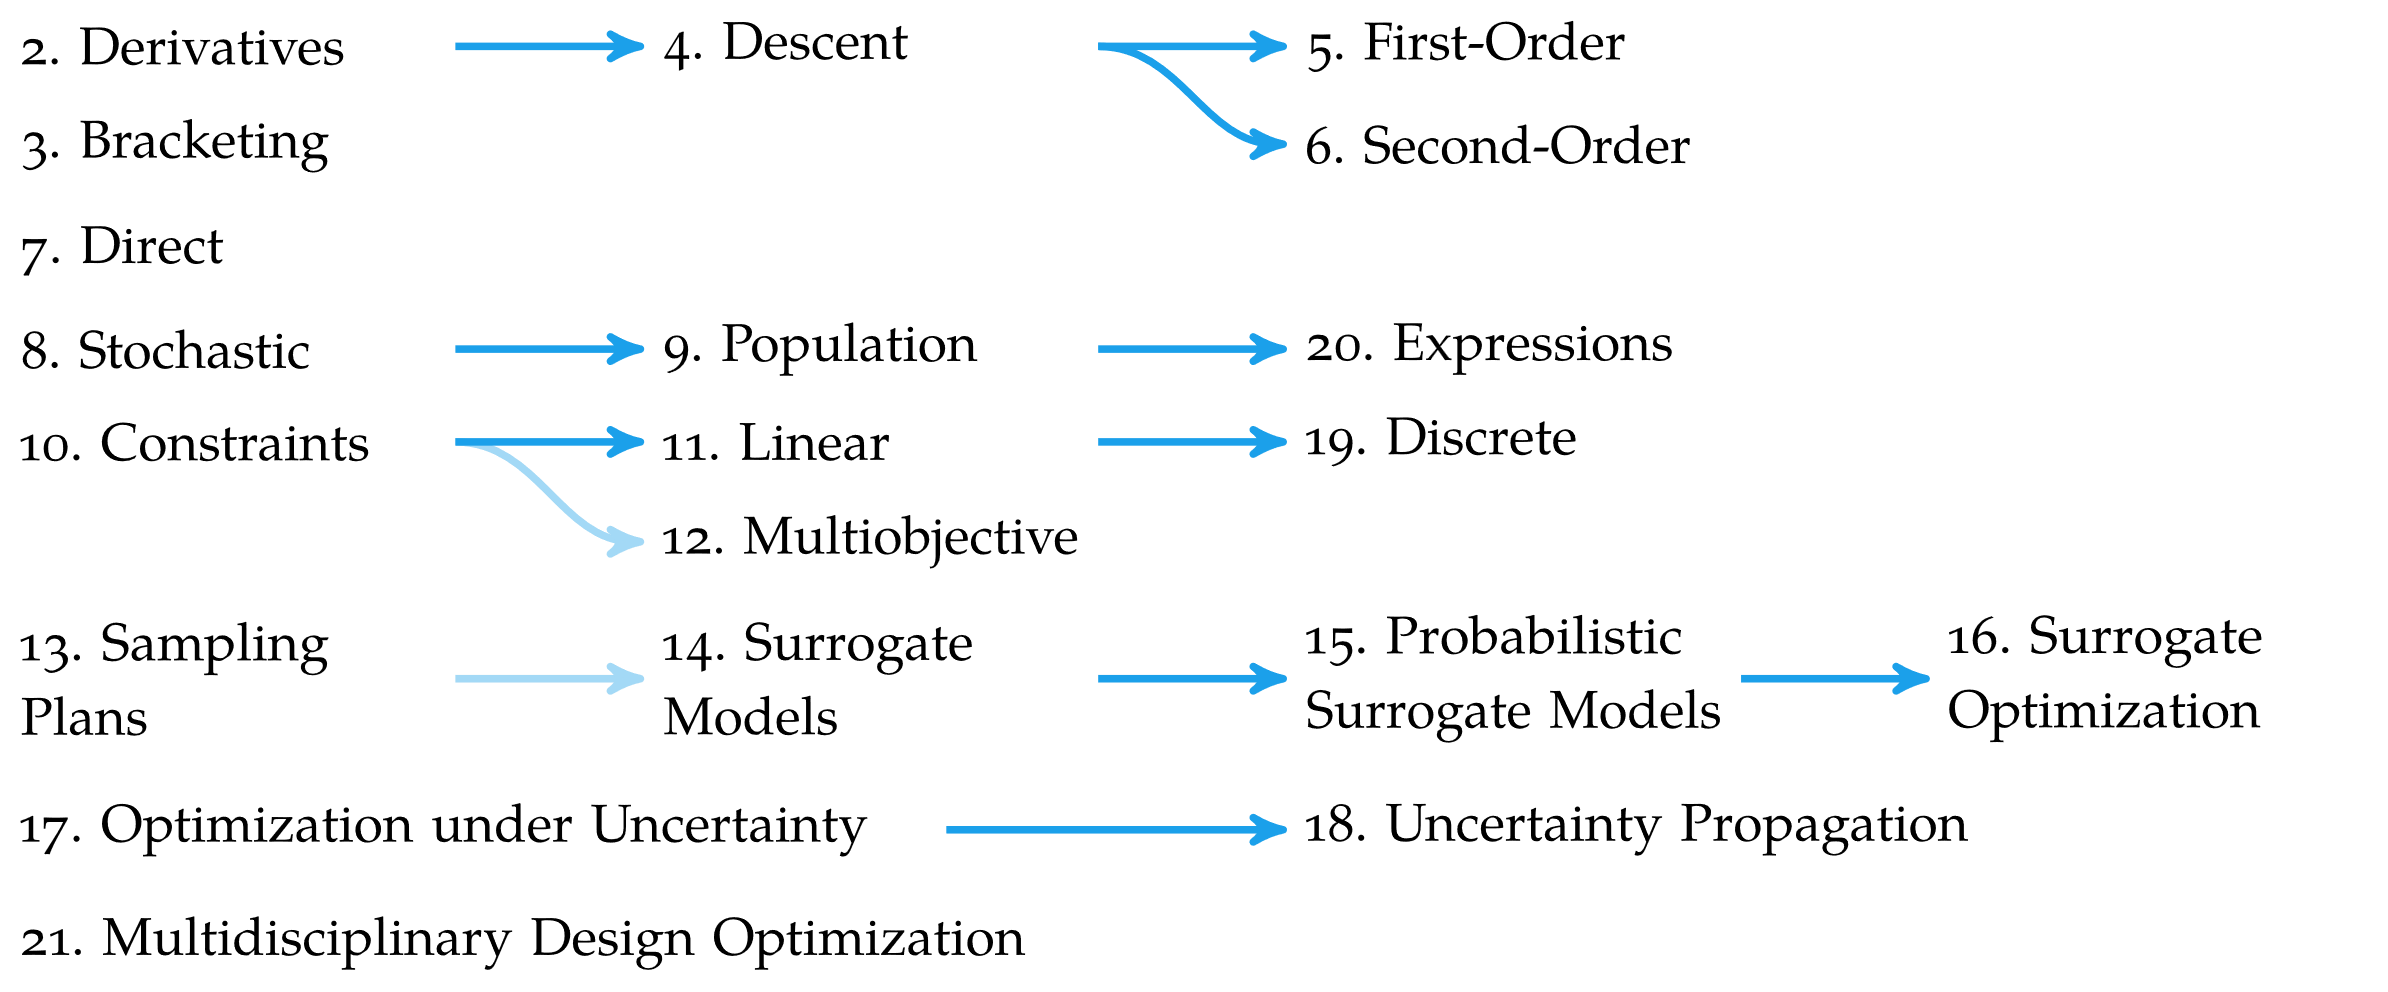 2. Derivatives
4. Descent
5. First-Order
3. Bracketing
6. Second-Order
7. Direct
8. Stochastic
9. Population
20. Expressions
10. Constraints
11. Linear
19. Discrete
12. Multiobjective
13. Sampling
Plans
14. Surrogate
Models
15. Probabilistic
Surrogate Models
16. Surrogate
Optimization
17. Optimization under Uncertainty
18. Uncertainty Propagation
21. Multidisciplinary Design Optimization